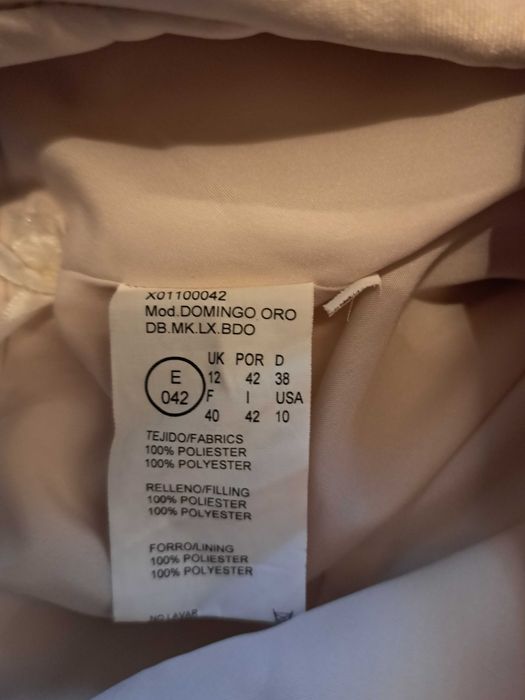 X01100042
Mod.DOMINGO ORO
DB.MK.LX.BDO
UK POR D
E 12 42 38
042 F I USA
40 42 10
TEJIDO/FABRICS
100% POLIESTER
100% POLYESTER
RELLENO/FILLING
100% POLIESTER
100% POLYESTER
FORRO/LINING
100% POLIESTER
100% POLYESTER
NO LAVAR